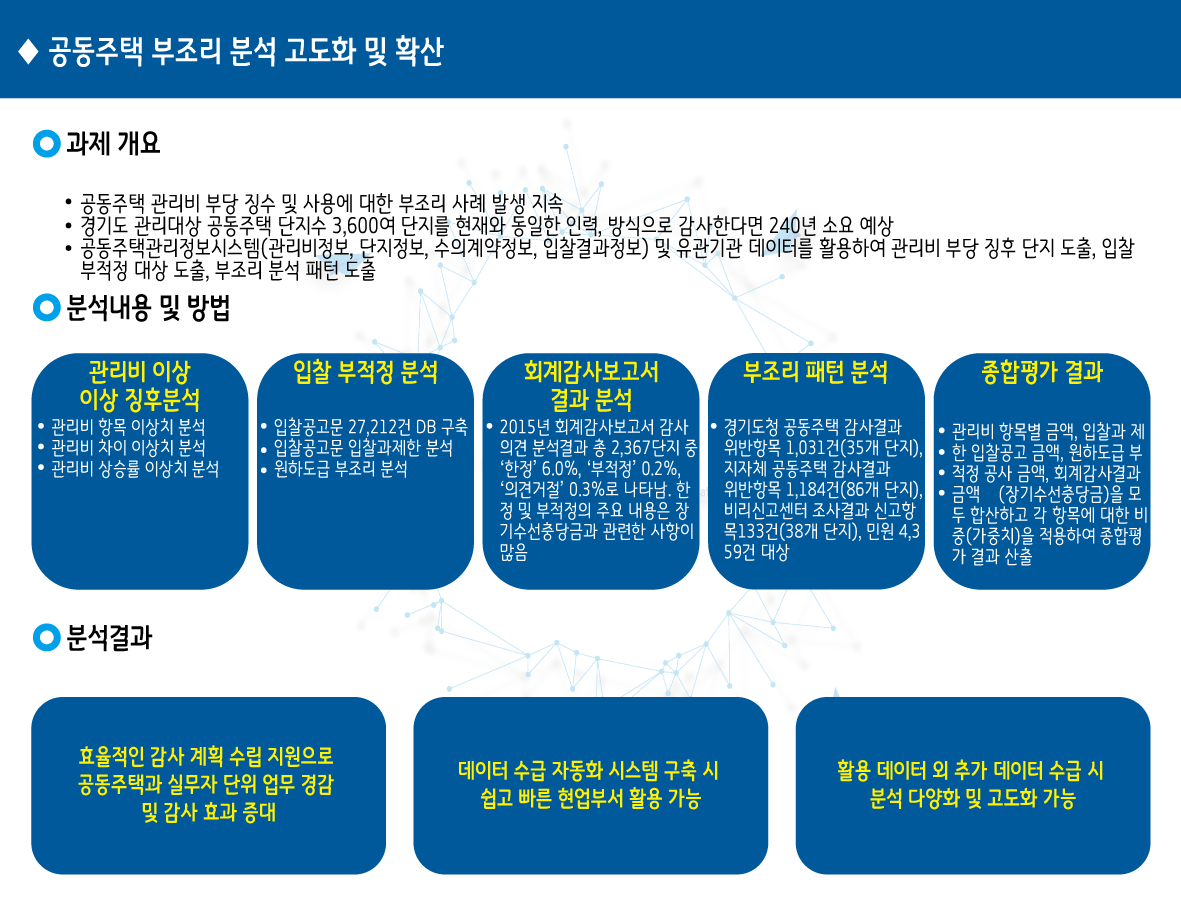 ♦ 공동주택 부조리 분석 고도화 및 확산
과제 개요
• 공동주택 관리비 부당 징수 및 사용에 대한 부조리 사례 발생 지속
• 경기도 관리대상 공동주택 단지수 3,600여 단지를 현재와 동일한 인력, 방식으로 감사한다면 240년 소요 예상
• 공동주택관리정보시스템(관리비정보, 단지정보, 수의계약정보, 입찰결과정보) 및 유관기관 데이터를 활용하여 관리비 부당 징후 단지 도출, 입찰
부적정 대상 도출, 부조리 분석 패턴 도출
분석내용 및 방법
관리비 이상
이상 징후분석
• 관리비 항목 이상치 분석
• 관리비 차이 이상치 분석
• 관리비 상승률 이상치 분석
입찰 부적정 분석
• 입찰공고문 27,212건 DB 구축
• 입찰공고문 입찰과제한 분석
• 원하도급 부조리 분석
회계감사보고서
결과 분석
• 2015년 회계감사보고서 감사
의견 분석결과 총 2,367단지 중
‘한정’ 6.0%, ‘부적정’ 0.2%,
‘의견거절’ 0.3%로 나타남. 한
정 및 부적정의 주요 내용은 장
기수선충당금과 관련한 사항이
많음
부조리 패턴 분석
• 경기도청 공동주택 감사결과
위반항목 1,031건(35개 단지),
지자체 공동주택 감사결과
위반항목 1,184건(86개 단지),
비리신고센터 조사결과 신고항
목133건(38개 단지), 민원 4,3
59건 대상
종합평가 결과
• 관리비 항목별 금액, 입찰과 제
• 한 입찰공고 금액, 원하도급 부
• 적정 공사 금액, 회계감사결과
• 금액 (장기수선충당금)을 모
두 합산하고 각 항목에 대한 비
중(가중치)을 적용하여 종합평
가 결과 산출
분석결과
효율적인 감사 계획 수립 지원으로
공동주택과 실무자 단위 업무 경감
및 감사 효과 증대
데이터 수급 자동화 시스템 구축 시
쉽고 빠른 현업부서 활용 가능
활용 데이터 외 추가 데이터 수급 시
분석 다양화 및 고도화 가능